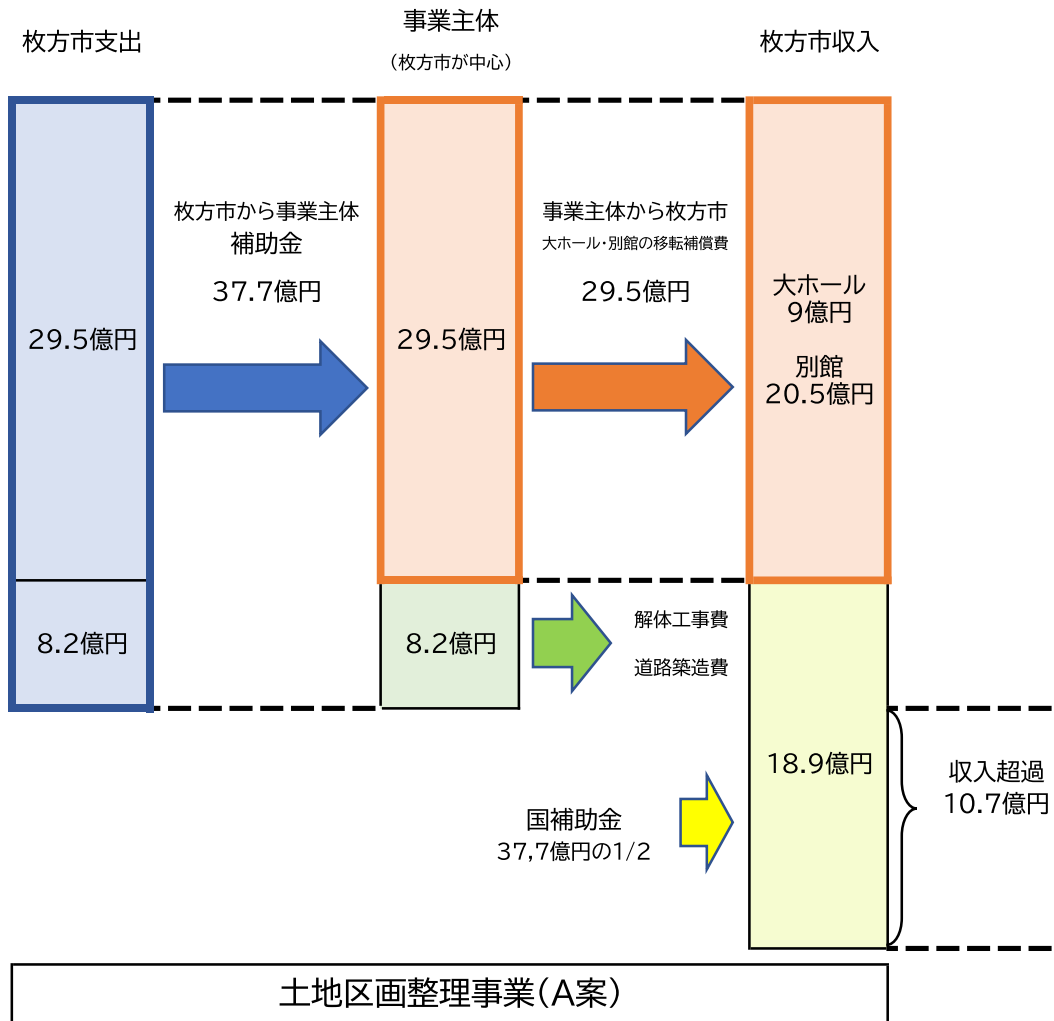 枚方市支出
事業主体
（枚方市が中心）
枚方市収入
枚方市から事業主体
補助金
37.7億円
事業主体から枚方市
大ホール・別館の移転補償費
29.5億円
29.5億円
29.5億円
大ホール
9億円
別館
20.5億円
8.2億円
8.2億円
解体工事費
道路築造費
18.9億円
収入超過
10.7億円
国補助金
37,7億円の1/2
土地区画整理事業（A案）